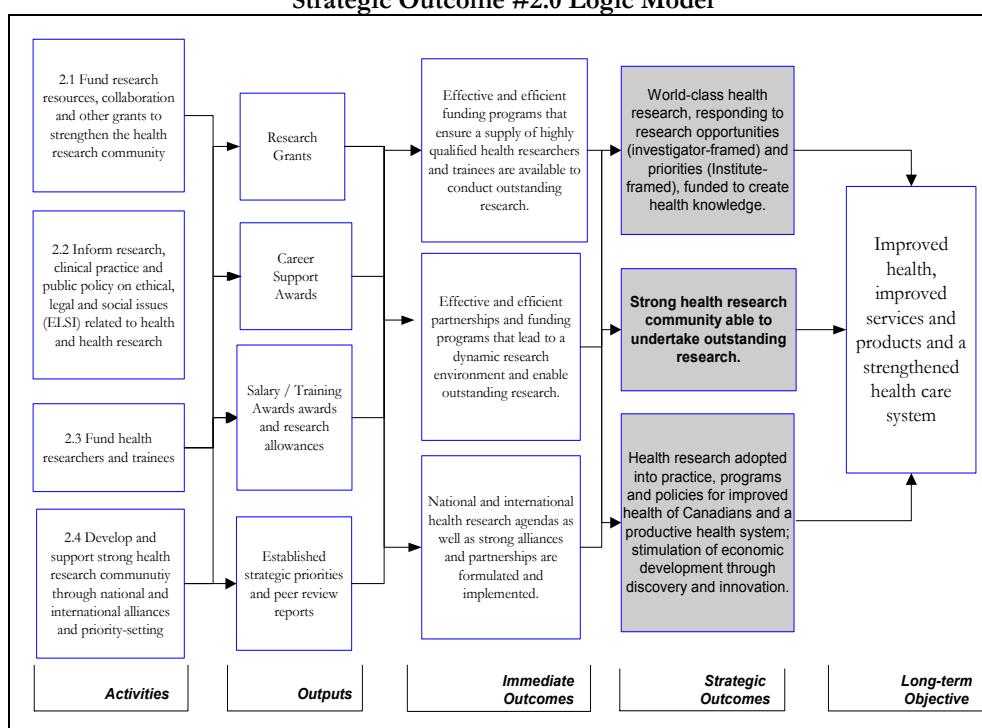 Strategic Outcome #2.0 Logic Model
2.1 Fund research
resources, collaboration
and other grants to
strengthen the health
research community
2.2 Inform research,
clinical practice and
public policy on ethical,
legal and social issues
(ELSI) related to health
and health research
2.3 Fund health
researchers and trainees
2.4 Develop and
support strong health
research communutiy
through national and
international alliances
and priority-setting
Research
Grants
Career
Support
Awards
Salary / Training
Awards awards
and research
allowances
Established
strategic priorities
and peer review
reports
Effective and efficient
funding programs that
ensure a supply of highly
qualified health researchers
and trainees are available to
conduct outstanding
research.
Effective and efficient
partnerships and funding
programs that lead to a
dynamic research
environment and enable
outstanding research.
National and international
health research agendas as
well as strong alliances
and partnerships are
formulated and
implemented.
World-class health
research, responding to
research opportunities
(investigator-framed) and
priorities (Institute-
framed), funded to create
health knowledge.
Strong health research
community able to
undertake outstanding
research.
Health research adopted
into practice, programs
and policies for improved
health of Canadians and a
productive health system;
stimulation of economic
development through
discovery and innovation.
Improved
health,
improved
services and
products and a
strengthened
health care
system
Activities
Outputs
Immediate
Outcomes
Strategic
Outcomes
Long-term
Objective